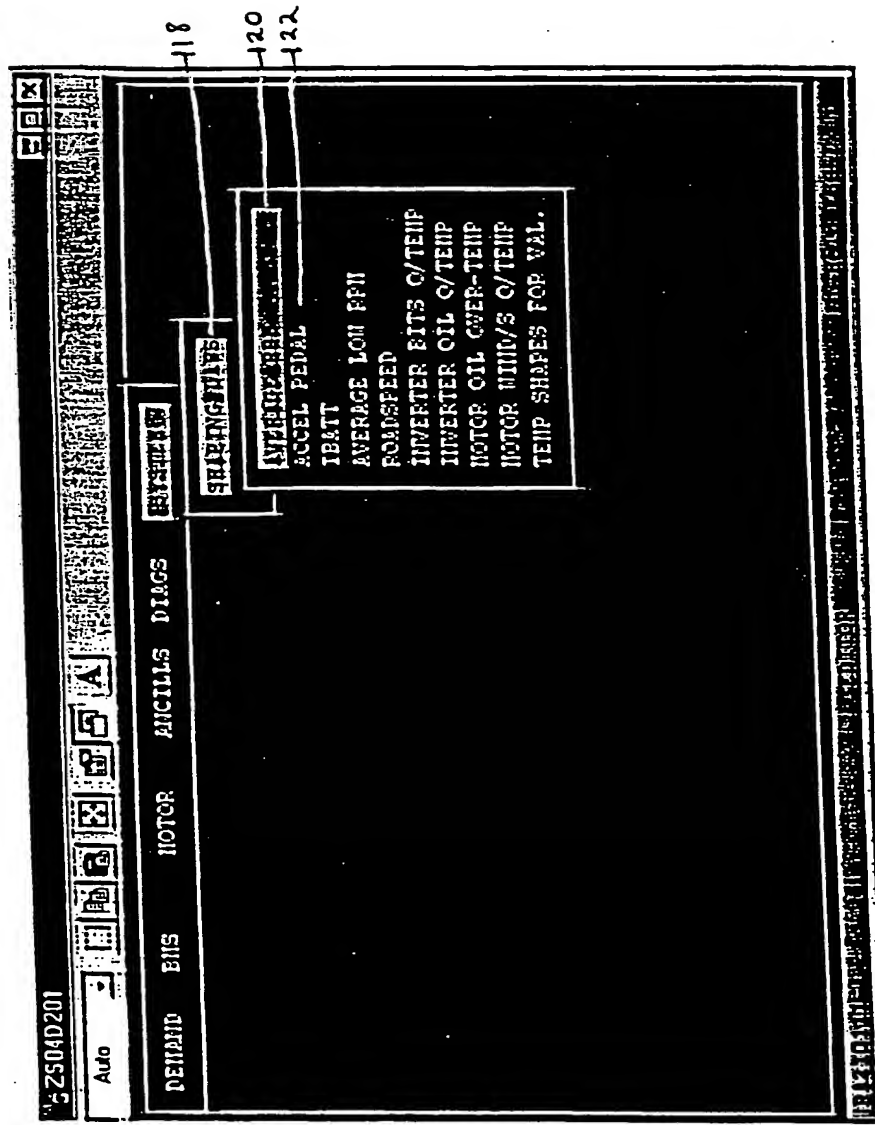 ZS04D201
Auto
A
DEMAND BMS MOTOR ANCILLS DIAGS
ACCEL PEDAL
IBATT
AVERAGE LOW RPM
ROADSPEED
INVERTER BITS O/TEMP
INVERTER OIL O/TEMP
MOTOR OIL OVER-TEMP
MOTOR WIND/S O/TEMP
TEMP SHAPES FOR VAL.
118
120
122